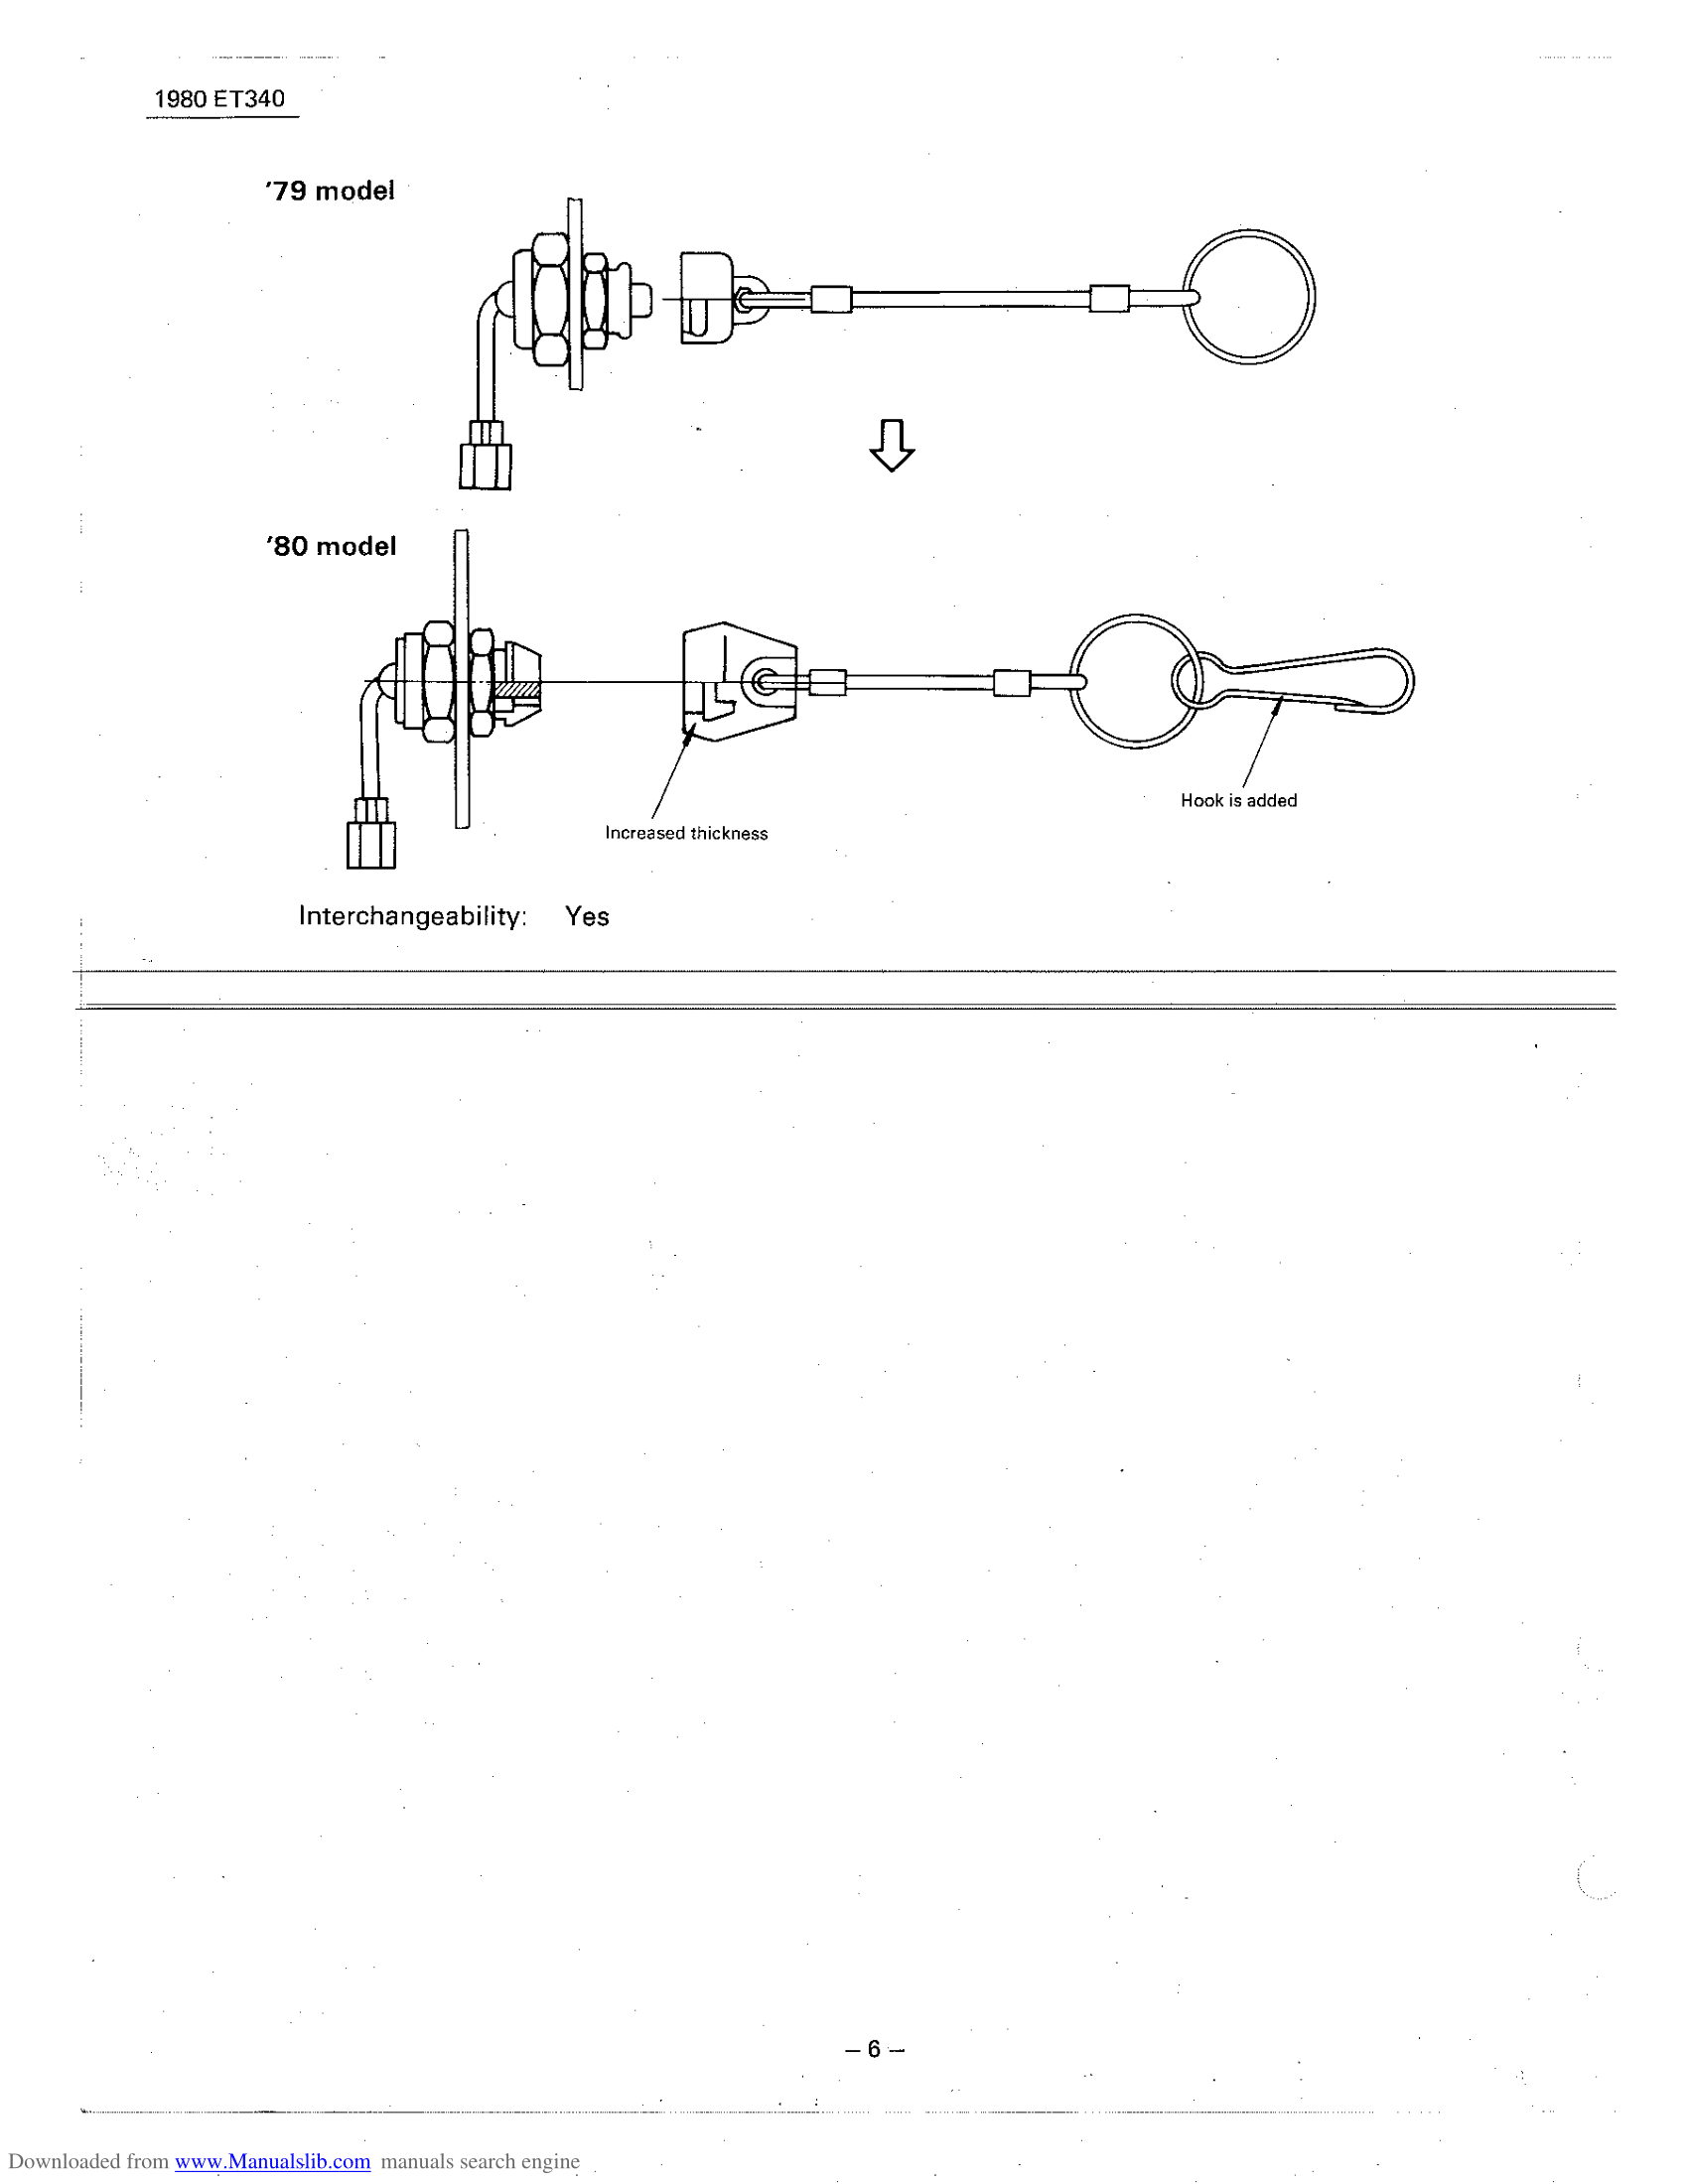 1980 ET340
'79 model
'80 model
Hook is added
Increased thickness
Interchangeability: Yes
– 6 –
Downloaded from www.Manualslib.com manuals search engine